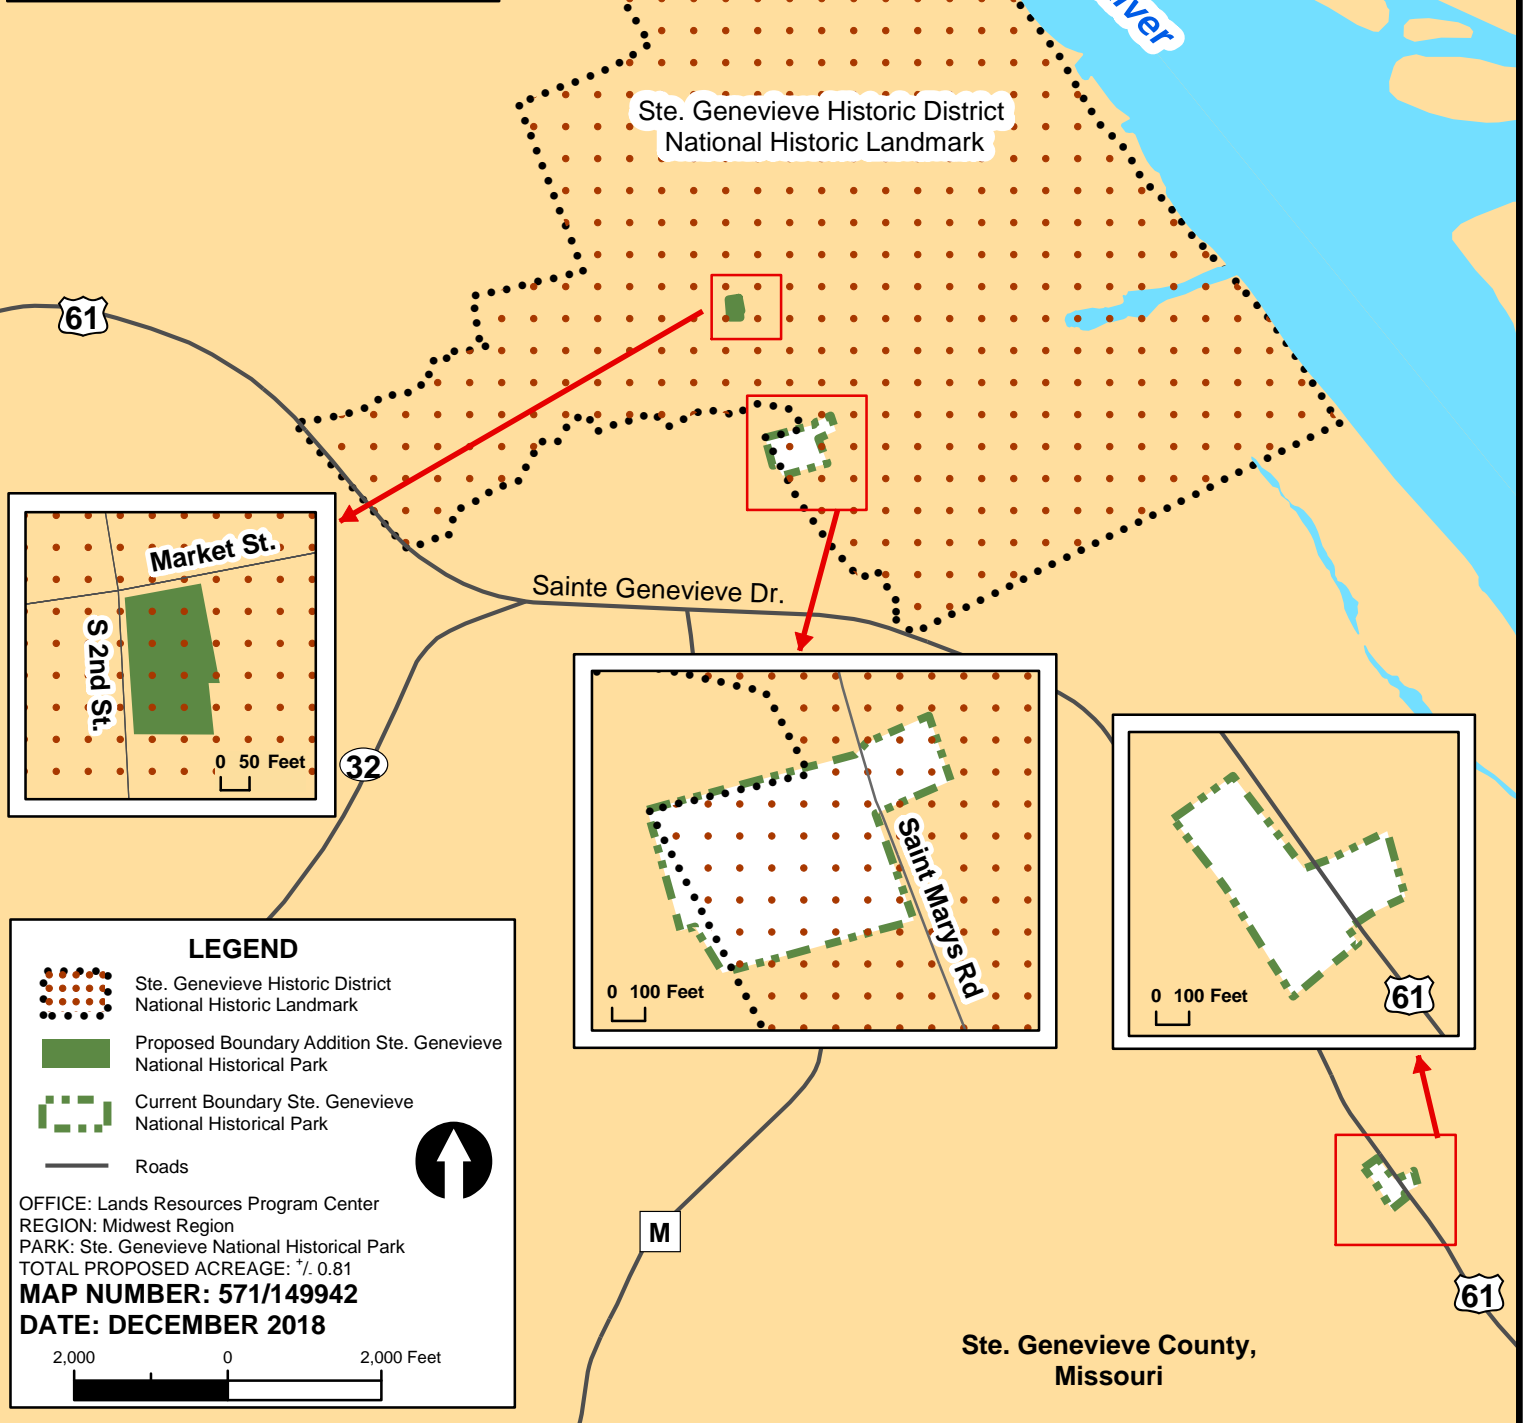 Ste. Genevieve Historic District
National Historic Landmark
61
Sainte Genevieve Dr.
Market St.
S 2nd St.
0 50 Feet
32
Saint Marys Rd
0 100 Feet
0 100 Feet
61
LEGEND
Ste. Genevieve Historic District
National Historic Landmark
Proposed Boundary Addition Ste. Genevieve
National Historical Park
Current Boundary Ste. Genevieve
National Historical Park
Roads
OFFICE: Lands Resources Program Center
REGION: Midwest Region
PARK: Ste. Genevieve National Historical Park
TOTAL PROPOSED ACREAGE: +/- 0.81
MAP NUMBER: 571/149942
DATE: DECEMBER 2018
2,000 0 2,000 Feet
M
61
Ste. Genevieve County,
Missouri